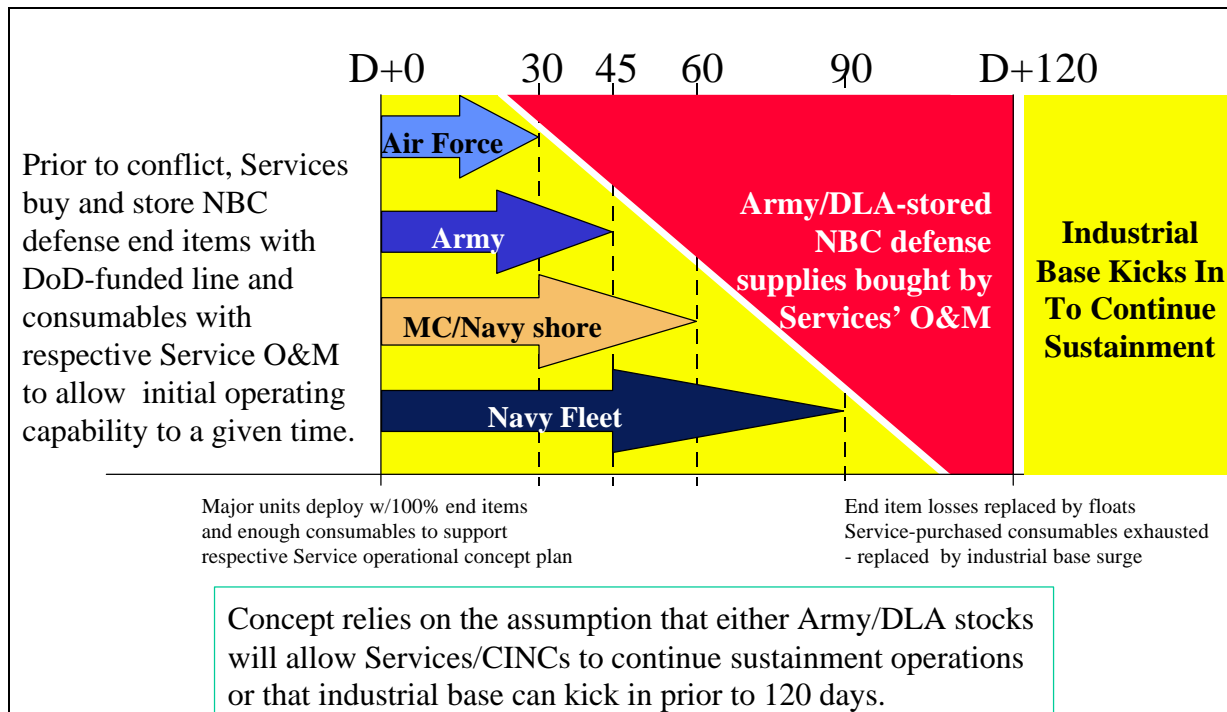 D+0 30 45 60 90 D+120
Prior to conflict, Services
buy and store NBC
defense end items with
DoD-funded line and
consumables with
respective Service O&M
to allow initial operating
capability to a given time.
Air Force
Army
MC/Navy shore
Navy Fleet
Army/DLA-stored
NBC defense
supplies bought by
Services’ O&M
Industrial
Base Kicks In
To Continue
Sustainment
Major units deploy w/100% end items
and enough consumables to support
respective Service operational concept plan
End item losses replaced by floats
Service-purchased consumables exhausted
- replaced by industrial base surge
Concept relies on the assumption that either Army/DLA stocks
will allow Services/CINCs to continue sustainment operations
or that industrial base can kick in prior to 120 days.